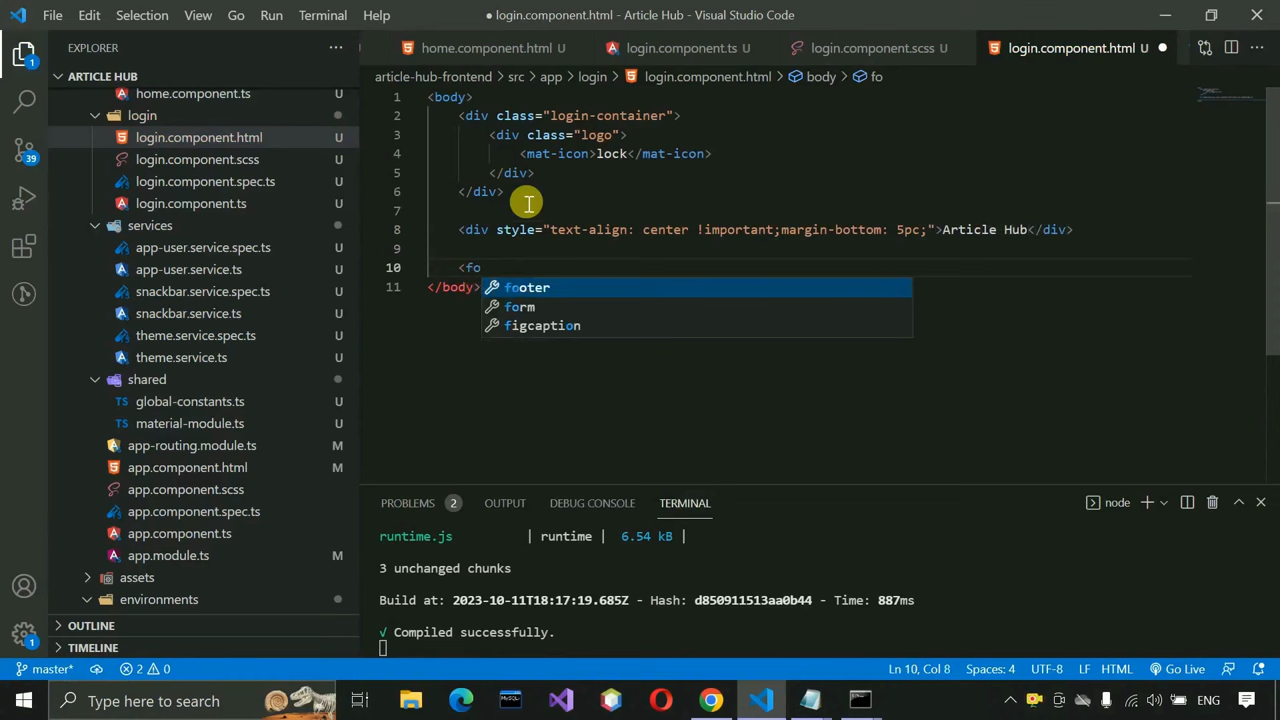 File Edit Selection View Go Run Terminal Help
● login.component.html - Article Hub - Visual Studio Code
EXPLORER
ARTICLE HUB
home.component.ts U
login
login.component.html U
login.component.scss U
login.component.spec.ts U
login.component.ts U
services
app-user.service.spec.ts U
app-user.service.ts U
snackbar.service.spec.ts U
snackbar.service.ts U
theme.service.spec.ts U
theme.service.ts U
shared
TS global-constants.ts U
TS material-module.ts U
app-routing.module.ts M
app.component.html M
app.component.scss U
app.component.spec.ts U
app.component.ts U
app.module.ts M
assets
environments
OUTLINE
TIMELINE
1
39
1
home.component.html U login.component.ts U login.component.scss U login.component.html U
article-hub-frontend > src > app > login > login.component.html > body > fo
1 <body>
2 <div class="login-container">
3 <div class="logo">
4 <mat-icon>lock</mat-icon>
5 </div>
6 </div>
7
8 <div style="text-align: center !important;margin-bottom: 5pc;">Article Hub</div>
9
10 <fo
11 </body>
footer
form
figcaption
PROBLEMS 2 OUTPUT DEBUG CONSOLE TERMINAL
node
runtime.js | runtime | 6.54 kB |
3 unchanged chunks
Build at: 2023-10-11T18:17:19.685Z - Hash: d850911513aa0b44 - Time: 887ms
√ Compiled successfully.
master* 2 0 Ln 10, Col 8 Spaces: 4 UTF-8 LF HTML Go Live
Type here to search
MySQL
ENG